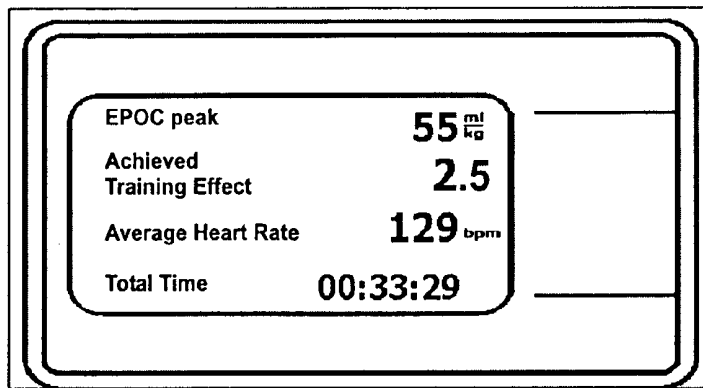 EPOC peak 55 ml/kg
Achieved
Training Effect 2.5
Average Heart Rate 129 bpm
Total Time 00:33:29